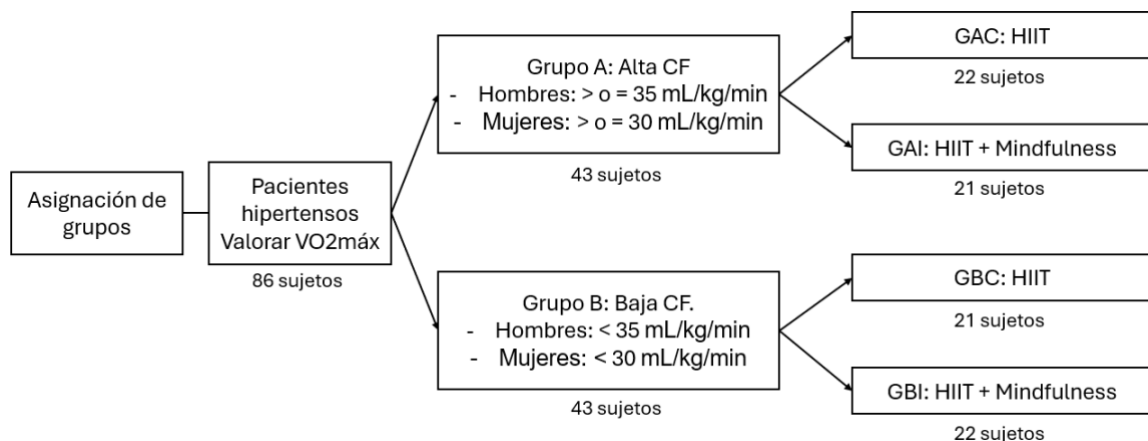 Asignación de
grupos
Pacientes
hipertensos
Valorar VO2máx
86 sujetos
Grupo A: Alta CF
- Hombres: > o = 35 mL/kg/min
- Mujeres: > o = 30 mL/kg/min
43 sujetos
Grupo B: Baja CF.
- Hombres: < 35 mL/kg/min
- Mujeres: < 30 mL/kg/min
43 sujetos
GAC: HIIT
22 sujetos
GAI: HIIT + Mindfulness
21 sujetos
GBC: HIIT
21 sujetos
GBI: HIIT + Mindfulness
22 sujetos